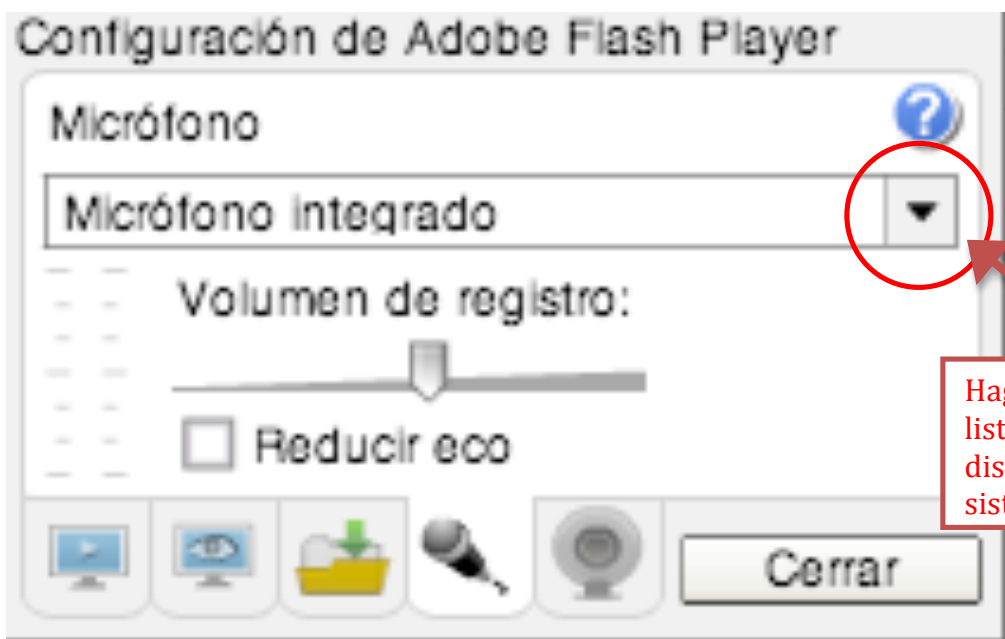 Configuración de Adobe Flash Player
Micrófono
?
Micrófono integrado
Volumen de registro:
Reducir eco
Cerrar